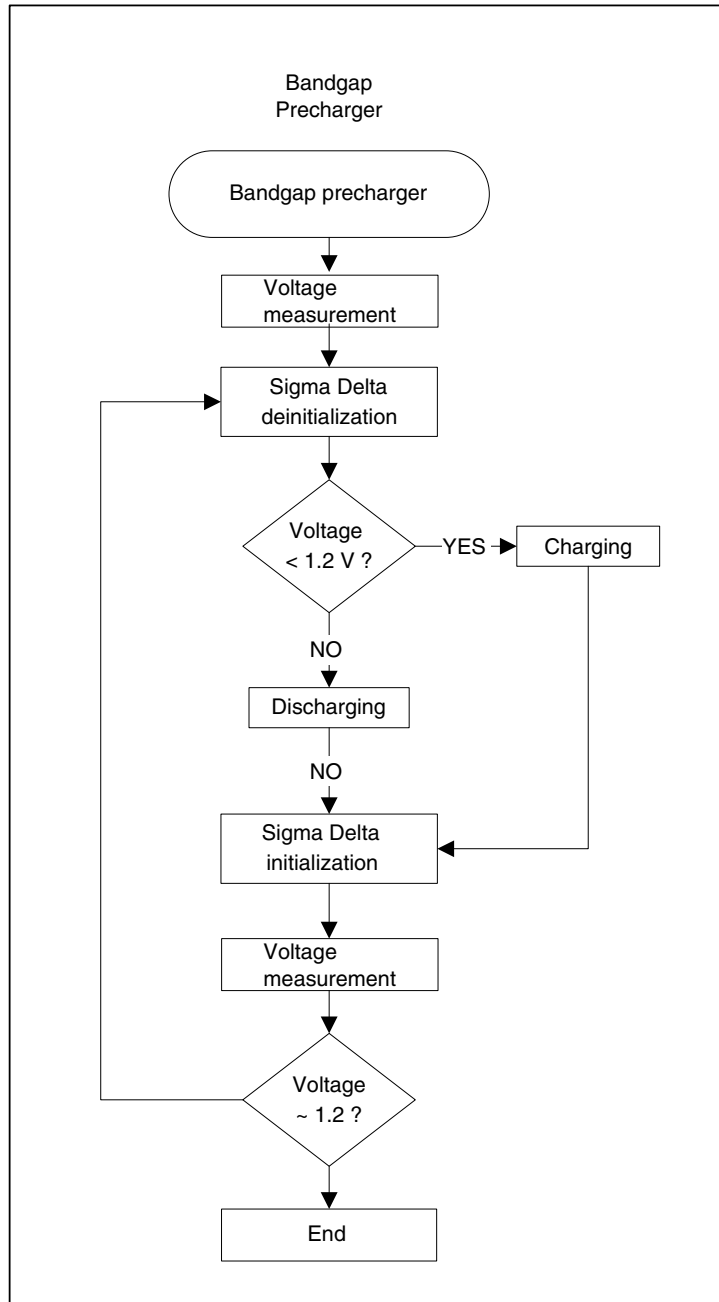 Bandgap
Precharger
Bandgap precharger
Voltage
measurement
Sigma Delta
deinitialization
Voltage
< 1.2 V ?
YES
Charging
NO
Discharging
NO
Sigma Delta
initialization
Voltage
measurement
Voltage
~ 1.2 ?
End